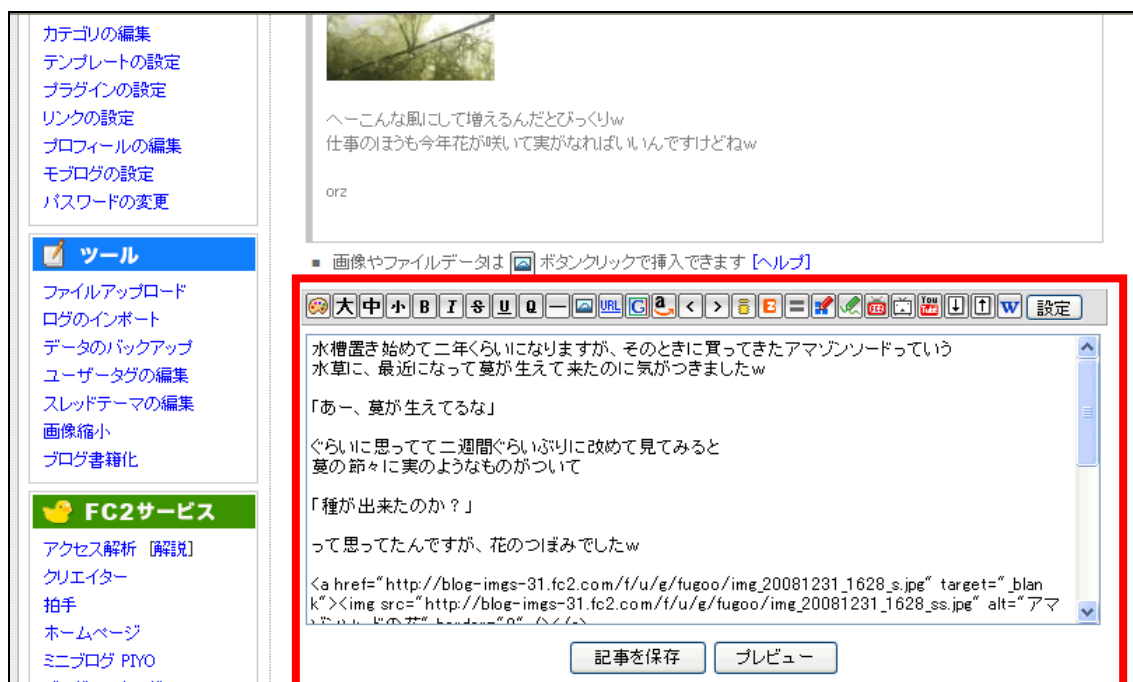 カテゴリの編集
テンプレートの設定
プラグインの設定
リンクの設定
プロフィールの編集
モブログの設定
パスワードの変更
ツール
ファイルアップロード
ログのインポート
データのバックアップ
ユーザータグの編集
スレッドテーマの編集
画像縮小
ブログ書籍化
FC2サービス
アクセス解析 [解説]
クリエイター
拍手
ホームページ
ミニブログ PIYO
へーこんな風にして増えるんだとびっくりw
仕事のほうも今年花が咲いて実がなればいいんですけどねw
orz
画像やファイルデータは ボタンクリックで挿入できます [ヘルプ]
大 中 小 B I S U Q URL G a < > E FC2 You Tube W 設定
水槽置き始めて二年くらいになりますが、そのときに買ってきたアマゾンソードっていう
水草に、最近になって蔓が生えて来たのに気がつきましたw
「あー、蔓が生えてるな」
ぐらいに思ってて二週間ぐらいぶりに改めて見てみると
蔓の節々に実のようなものがついて
「種が出来たのか？」
って思ってたんですが、花のつぼみでしたw
<a href="http://blog-imgs-31.fc2.com/f/u/g/fugoo/img_20081231_1628_s.jpg" target="_blan
k"><img src="http://blog-imgs-31.fc2.com/f/u/g/fugoo/img_20081231_1628_ss.jpg" alt="アマ
記事を保存 プレビュー